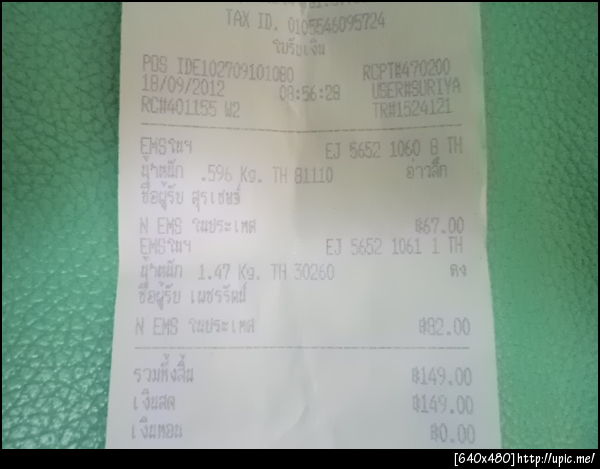 TAX ID. 0105546095724
ใบรับเงิน
POS IDE102709101080 RCPT#470200
18/09/2012 08:56:28 USER#SURIYA
RC#401155 W2 TR#1524121
EMSในฯ EJ 5652 1060 8 TH
น้ำหนัก .596 Kg. TH 81110 อ่าวลึก
ชื่อผู้รับ สุรเชษฐ์
N EMS ในประเทศ ฿67.00
EMSในฯ EJ 5652 1061 1 TH
น้ำหนัก 1.47 Kg. TH 30260 คง
ชื่อผู้รับ เพชรรัตน์
N EMS ในประเทศ ฿82.00
รวมทั้งสิ้น ฿149.00
เงินสด ฿149.00
เงินทอน ฿0.00
[640x480]http://upic.me/